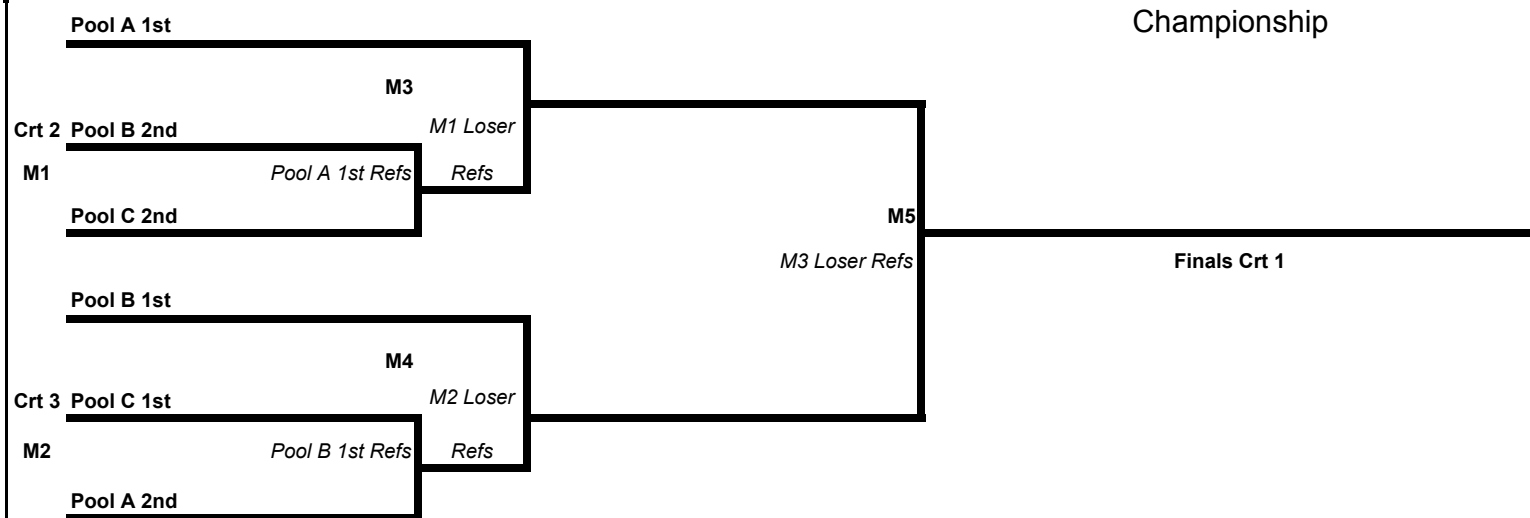 Pool A 1st
Championship
M3
Crt 2 Pool B 2nd
M1 Loser
M1
Pool A 1st Refs
Refs
Pool C 2nd
M5
M3 Loser Refs
Finals Crt 1
Pool B 1st
M4
Crt 3 Pool C 1st
M2 Loser
M2
Pool B 1st Refs
Refs
Pool A 2nd